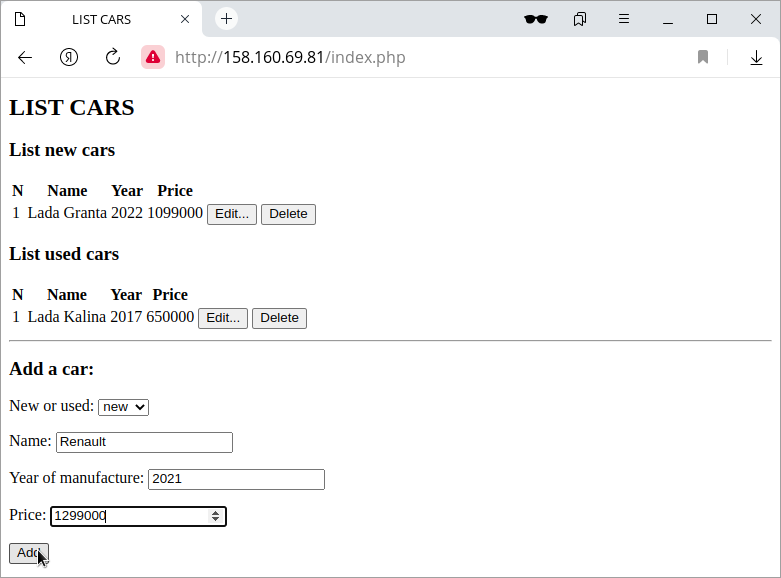 LIST CARS
http://158.160.69.81/index.php
LIST CARS
List new cars
N Name Year Price
1 Lada Granta 2022 1099000 Edit... Delete
List used cars
N Name Year Price
1 Lada Kalina 2017 650000 Edit... Delete
Add a car:
New or used: new
Name: Renault
Year of manufacture: 2021
Price: 1299000
Add